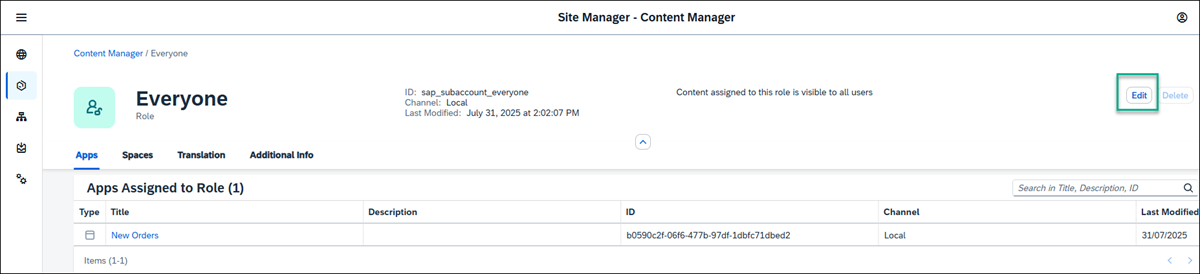 Site Manager - Content Manager
Content Manager / Everyone
Everyone
Role
ID: sap_subaccount_everyone
Channel: Local
Last Modified: July 31, 2025 at 2:02:07 PM
Content assigned to this role is visible to all users
Edit Delete
Apps Spaces Translation Additional Info
Apps Assigned to Role (1)
Search in Title, Description, ID
Type Title Description ID Channel Last Modified
New Orders b0590c2f-06f6-477b-97df-1dbfc71dbed2 Local 31/07/2025
Items (1-1)